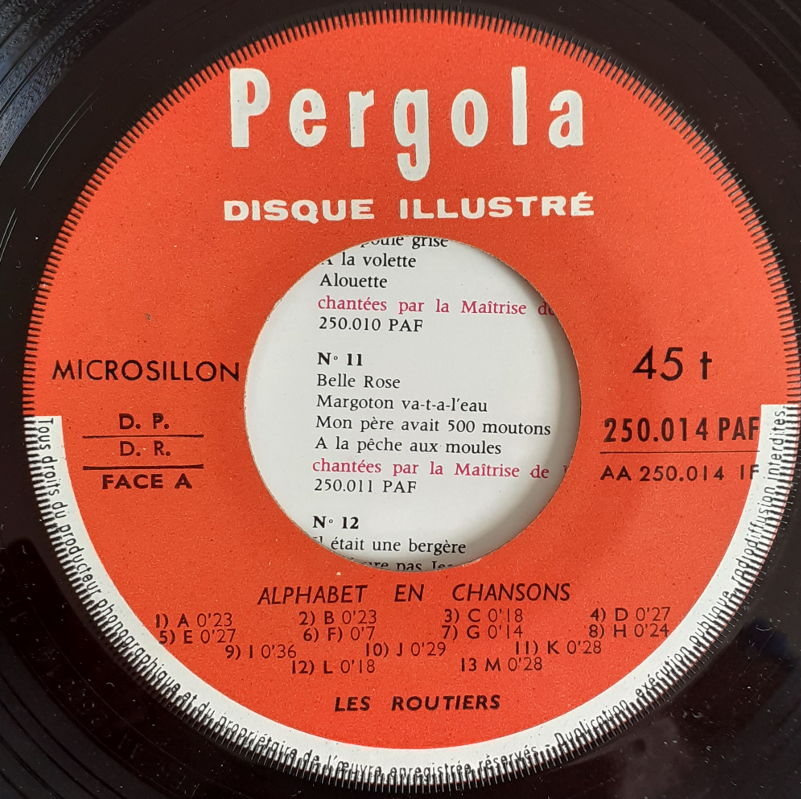 Pergola
DISQUE ILLUSTRÉ
poule grise
A la volette
Alouette
chantées par la Maîtrise de
250.010 PAF
N° 11
Belle Rose
Margoton va-t-a-l'eau
Mon père avait 500 moutons
A la pêche aux moules
chantées par la Maîtrise de
250.011 PAF
N° 12
Il était une bergère
MICROSILLON
D. P.
D. R.
FACE A
45 t
250.014 PAF
AA 250.014 1F
ALPHABET EN CHANSONS
1) A 0'23 2) B 0'23 3) C 0'18 4) D 0'27
5) E 0'27 6) F) 0'7 7) G 0'14 8) H 0'24
9) I 0'36 10) J 0'29 11) K 0'28
12) L 0'18 13 M 0'28
LES ROUTIERS
Tous droits du producteur phonographique et du propriétaire de l'œuvre enregistrée réservés. Duplication, exécution publique, radiodiffusion interdites.